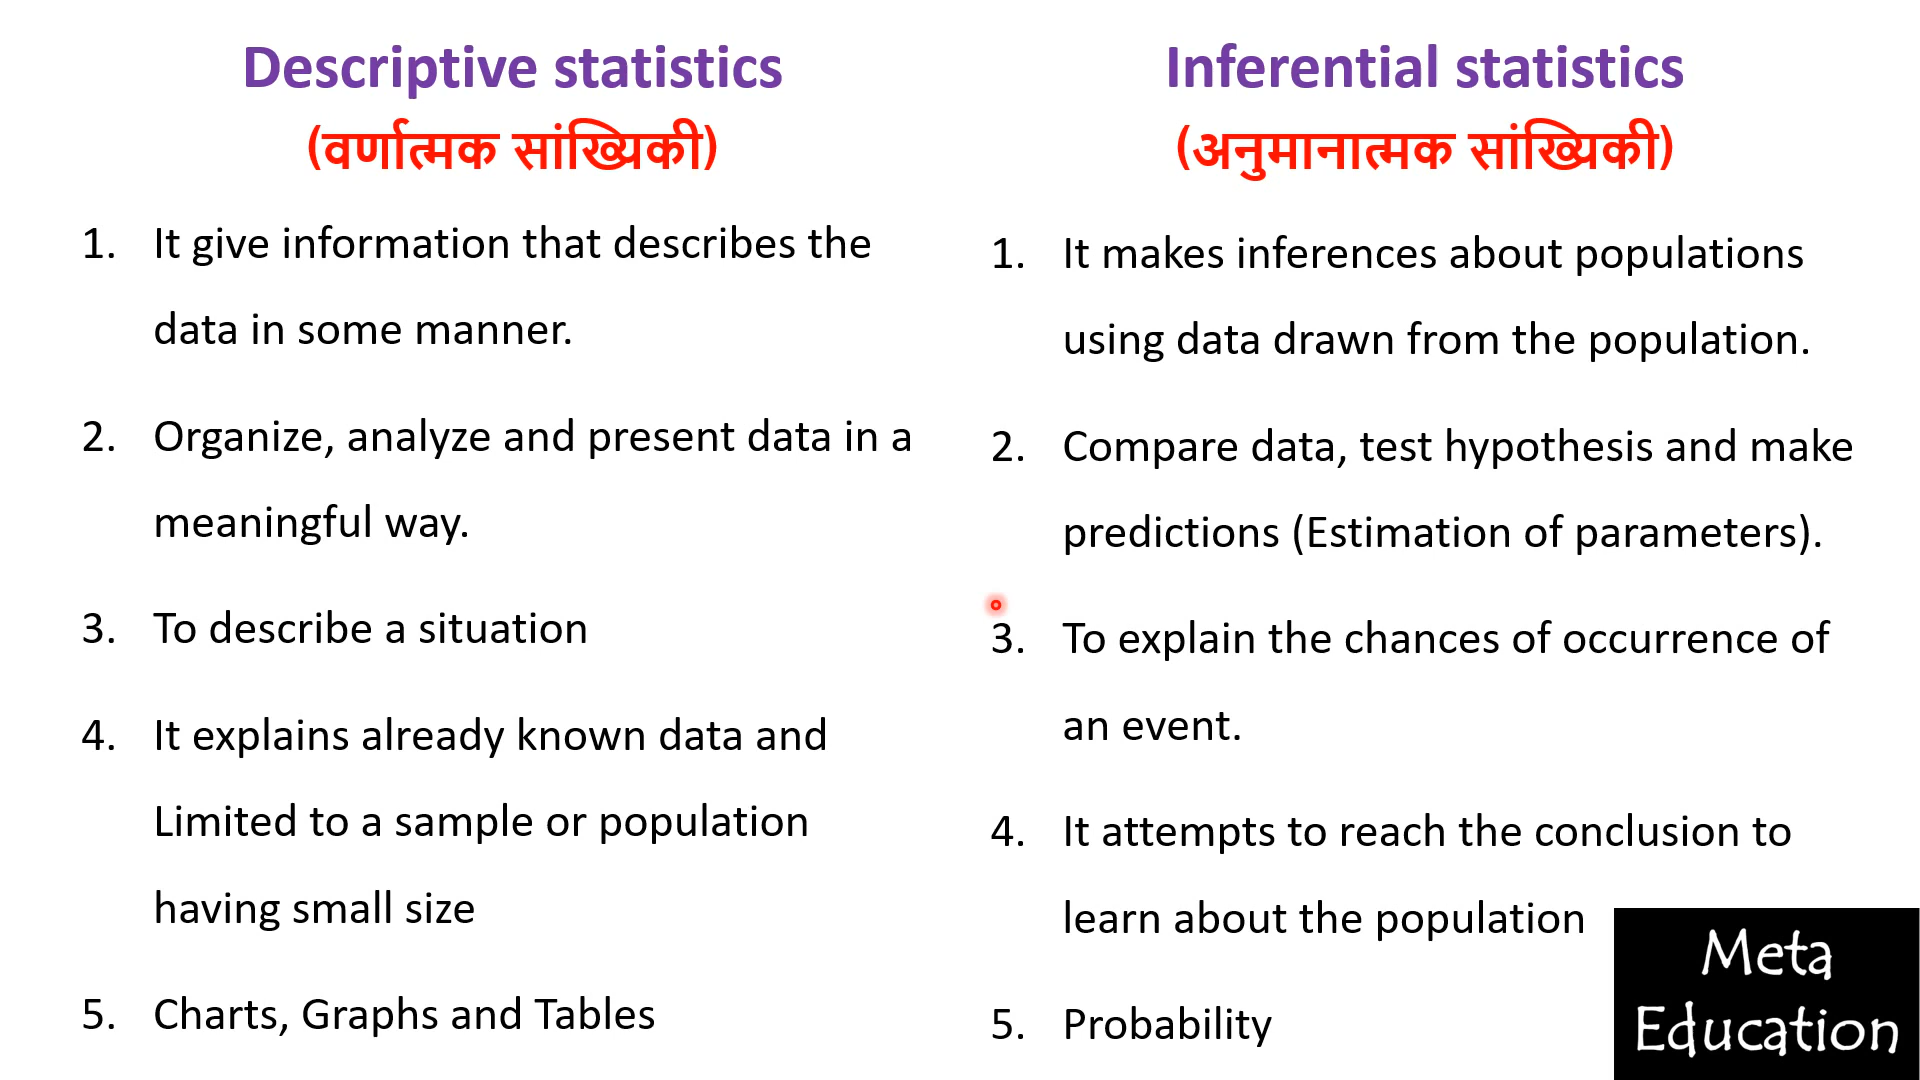 Descriptive statistics
(वर्णात्मक सांख्यिकी)
1. It give information that describes the
data in some manner.
2. Organize, analyze and present data in a
meaningful way.
3. To describe a situation
4. It explains already known data and
Limited to a sample or population
having small size
5. Charts, Graphs and Tables
Inferential statistics
(अनुमानात्मक सांख्यिकी)
1. It makes inferences about populations
using data drawn from the population.
2. Compare data, test hypothesis and make
predictions (Estimation of parameters).
3. To explain the chances of occurrence of
an event.
4. It attempts to reach the conclusion to
learn about the population
5. Probability
Meta
Education